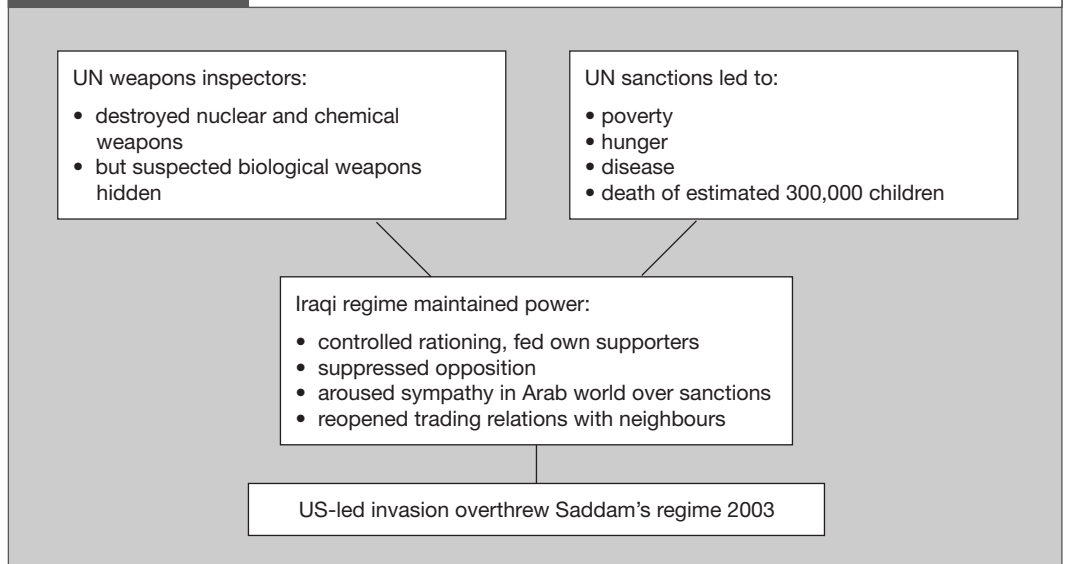 UN weapons inspectors:
• destroyed nuclear and chemical
weapons
• but suspected biological weapons
hidden
UN sanctions led to:
• poverty
• hunger
• disease
• death of estimated 300,000 children
Iraqi regime maintained power:
• controlled rationing, fed own supporters
• suppressed opposition
• aroused sympathy in Arab world over sanctions
• reopened trading relations with neighbours
US-led invasion overthrew Saddam’s regime 2003